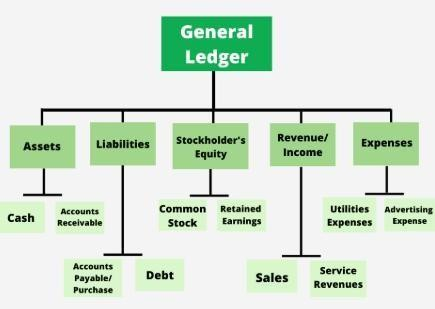 General
Ledger
Assets
Liabilities
Stockholder's
Equity
Revenue/
Income
Expenses
Cash
Accounts
Receivable
Common
Stock
Retained
Earnings
Utilities
Expenses
Advertising
Expense
Accounts
Payable/
Purchase
Debt
Sales
Service
Revenues